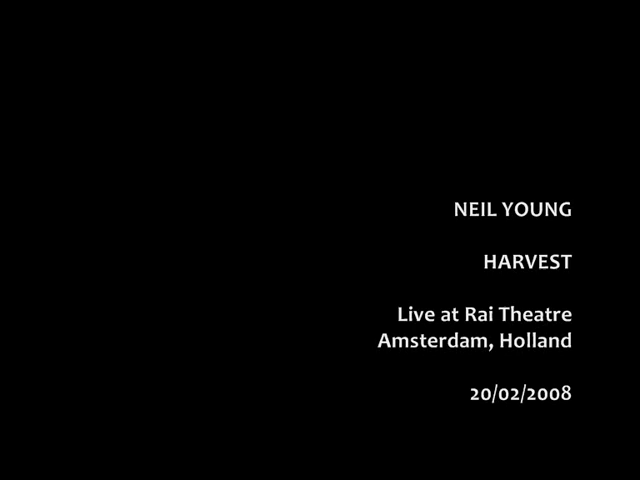 NEIL YOUNG
HARVEST
Live at Rai Theatre
Amsterdam, Holland
20/02/2008